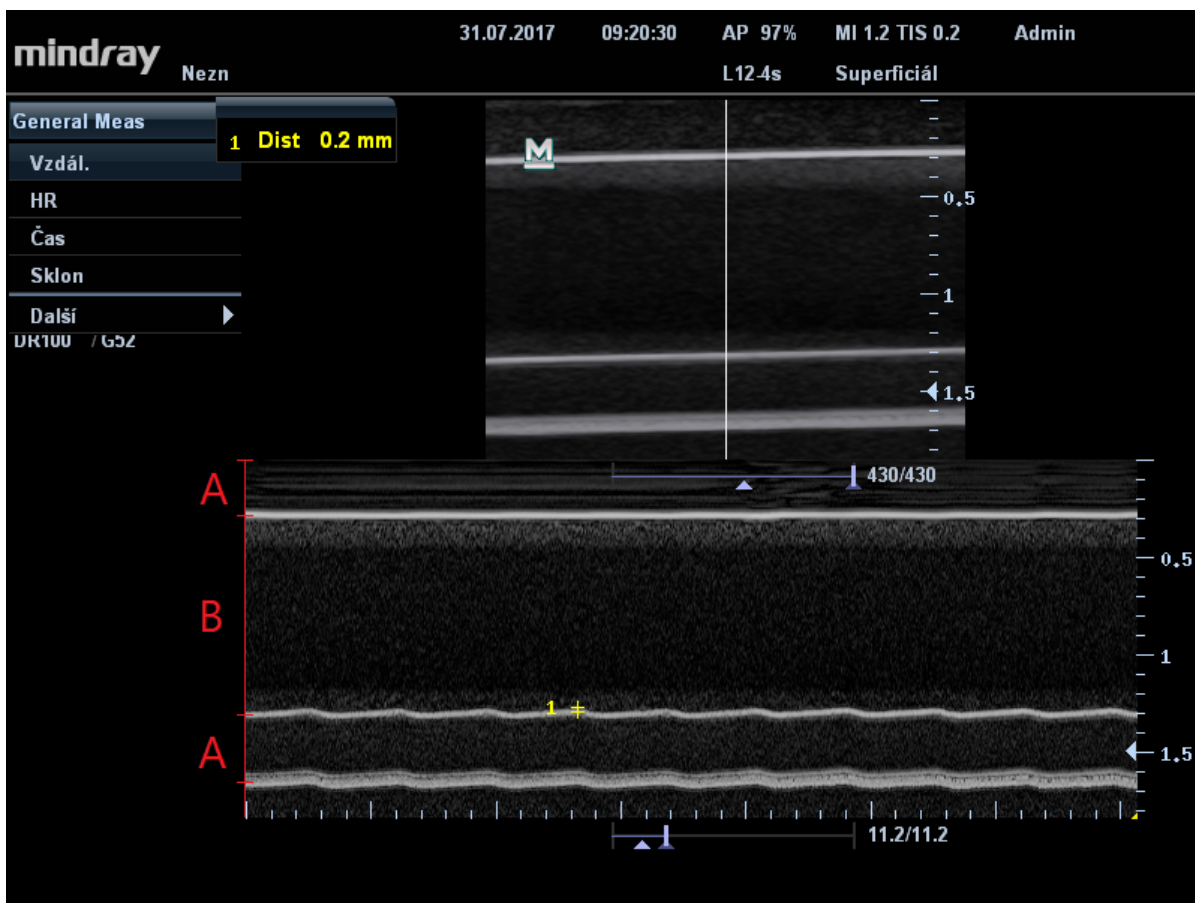 mindray
Nezn
31.07.2017 09:20:30 AP 97% MI 1.2 TIS 0.2 Admin
L12-4s Superficiál
General Meas
1 Dist 0.2 mm
Vzdál.
HR
Čas
Sklon
Další
DR100 / G52
M
0.5
1
1.5
430/430
A
B
A
1
0.5
1
1.5
11.2/11.2